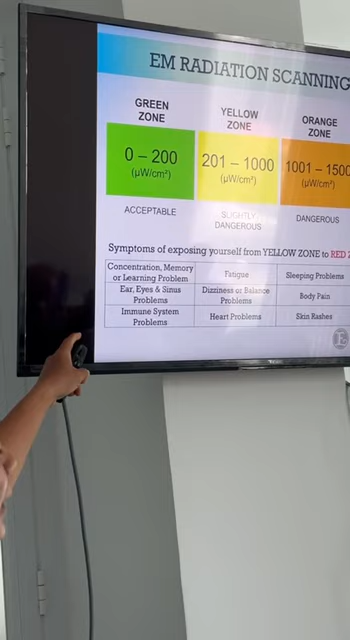 EM RADIATION SCANNING
GREEN
ZONE
YELLOW
ZONE
ORANGE
ZONE
0 – 200
(µW/cm²)
201 – 1000
(µW/cm²)
1001 – 1500
(µW/cm²)
ACCEPTABLE
SLIGHTLY
DANGEROUS
DANGEROUS
Symptoms of exposing yourself from YELLOW ZONE to RED
Concentration, Memory
or Learning Problem
Fatigue
Sleeping Problems
Ear, Eyes & Sinus
Problems
Dizziness or Balance
Problems
Body Pain
Immune System
Problems
Heart Problems
Skin Rashes
E